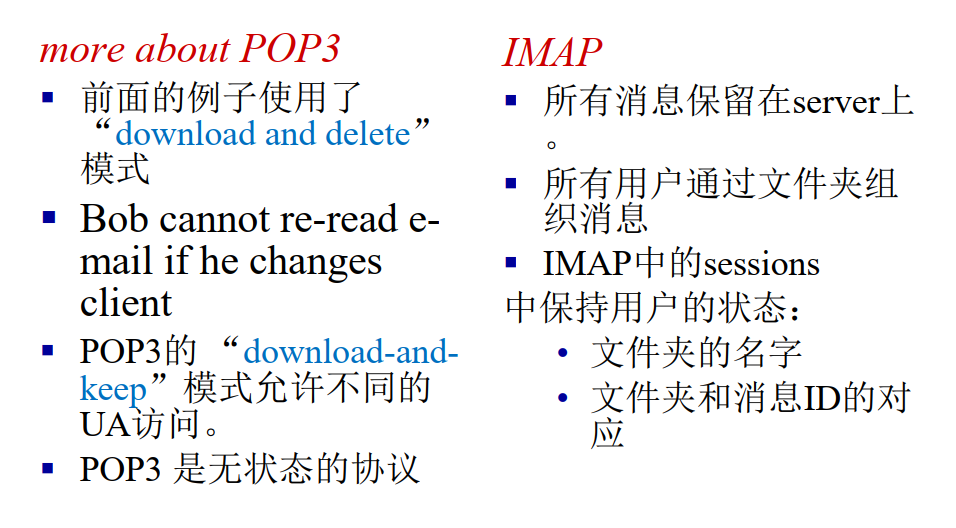 more about POP3
▪ 前面的例子使用了
“download and delete”
模式
▪ Bob cannot re-read e-
mail if he changes
client
▪ POP3的 “download-and-
keep”模式允许不同的
UA访问。
▪ POP3 是无状态的协议
IMAP
▪ 所有消息保留在server上
。
▪ 所有用户通过文件夹组
织消息
▪ IMAP中的sessions
中保持用户的状态：
• 文件夹的名字
• 文件夹和消息ID的对
应